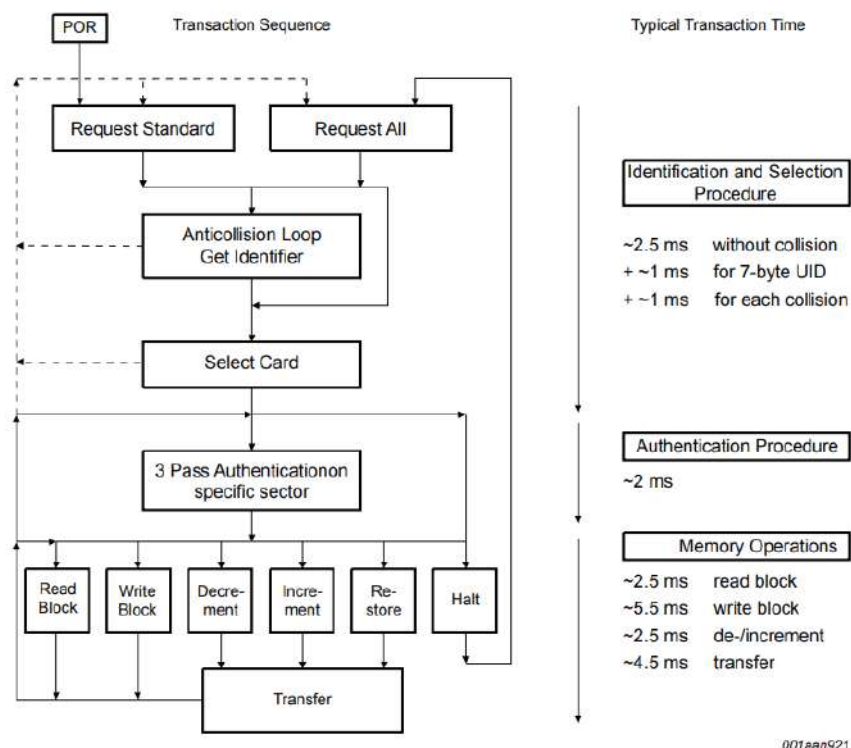 POR
Transaction Sequence
Typical Transaction Time
Request Standard
Request All
Identification and Selection
Procedure
Anticollision Loop
Get Identifier
~2.5 ms without collision
+ ~1 ms for 7-byte UID
+ ~1 ms for each collision
Select Card
Authentication Procedure
3 Pass Authenticationon
specific sector
~2 ms
Memory Operations
Read
Block
Write
Block
Decre-
ment
Incre-
ment
Re-
store
Halt
~2.5 ms read block
~5.5 ms write block
~2.5 ms de-/increment
~4.5 ms transfer
Transfer
001aan921